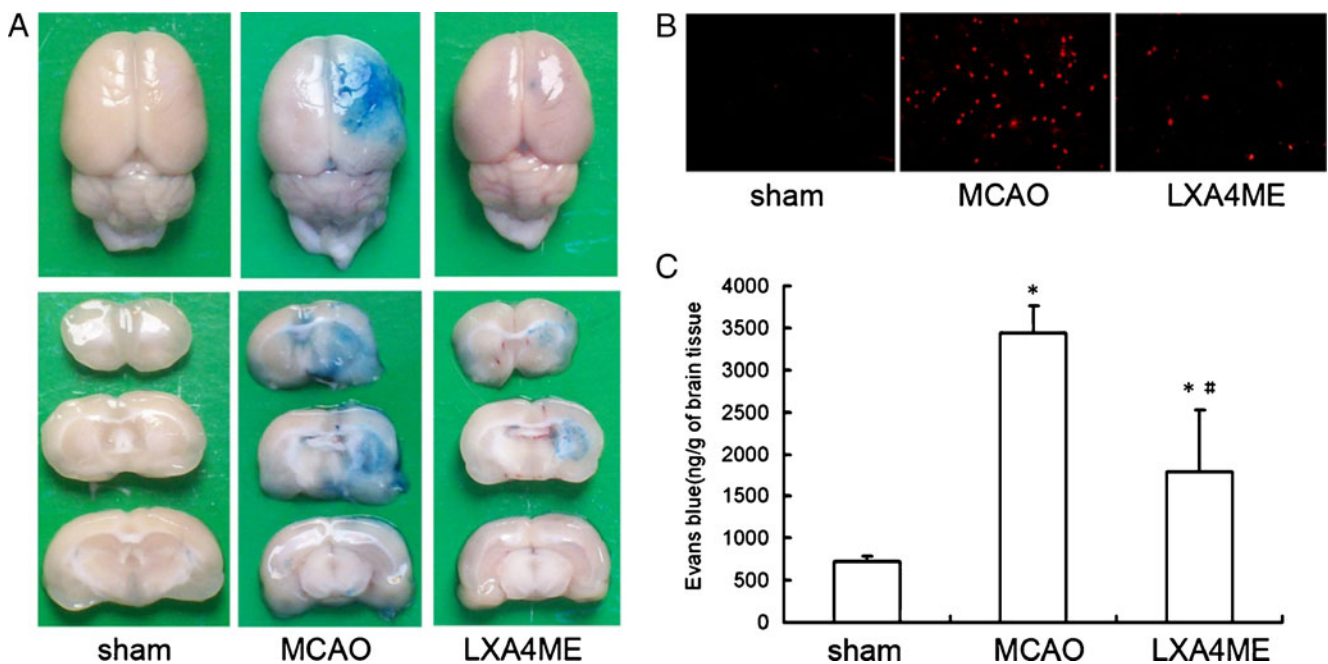 A
sham MCAO LXA4ME
B
sham MCAO LXA4ME
C
Evans blue(ng/g of brain tissue
4000
3500
3000
2500
2000
1500
1000
500
0
*
* #
sham MCAO LXA4ME